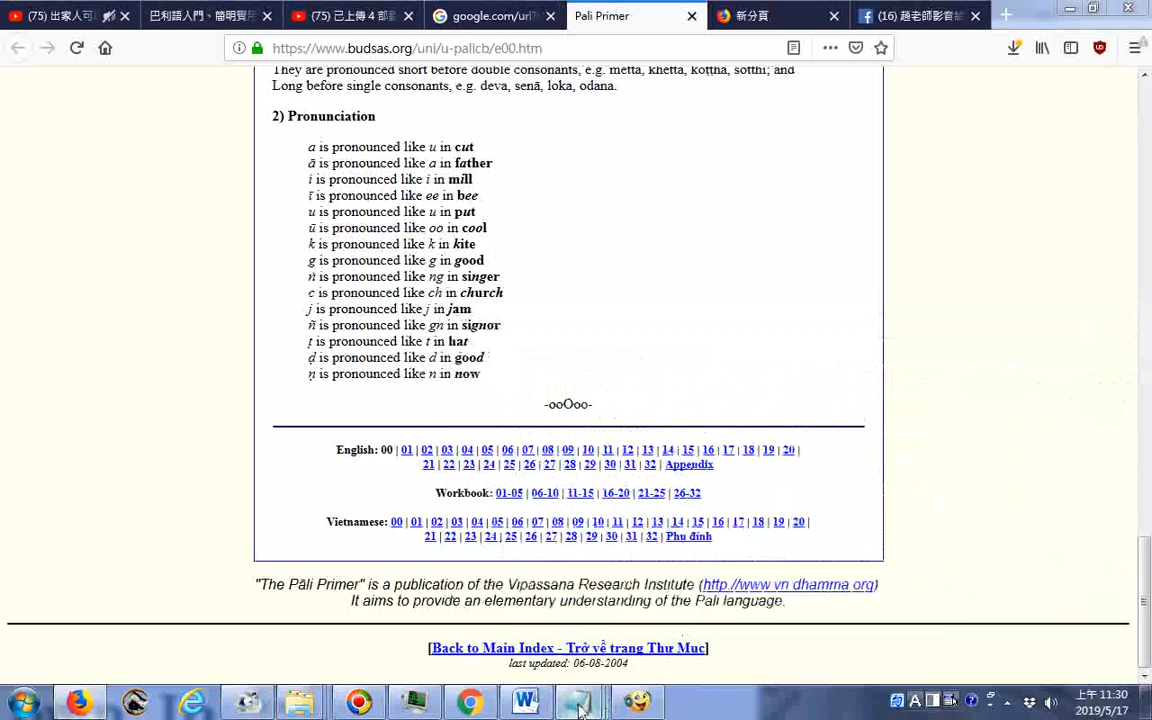 (75) 出家人可
巴利語入門、簡明實用
(75) 已上傳 4 部
google.com/url?
Pali Primer
新分頁
(16) 趙老師影音
https://www.budsas.org/uni/u-palicb/e00.htm
They are pronounced short before double consonants, e.g. mettā, khetta, koṭṭha, sotthi; and
Long before single consonants, e.g. deva, senā, loka, odana.
2) Pronunciation
a is pronounced like u in cut
ā is pronounced like a in father
i is pronounced like i in mill
ī is pronounced like ee in bee
u is pronounced like u in put
ū is pronounced like oo in cool
k is pronounced like k in kite
g is pronounced like g in good
ṅ is pronounced like ng in singer
c is pronounced like ch in church
j is pronounced like j in jam
ñ is pronounced like gn in signor
ṭ is pronounced like t in hat
ḍ is pronounced like d in good
ṇ is pronounced like n in now
-ooOoo-
English: 00 | 01 | 02 | 03 | 04 | 05 | 06 | 07 | 08 | 09 | 10 | 11 | 12 | 13 | 14 | 15 | 16 | 17 | 18 | 19 | 20 |
21 | 22 | 23 | 24 | 25 | 26 | 27 | 28 | 29 | 30 | 31 | 32 | Appendix
Workbook: 01-05 | 06-10 | 11-15 | 16-20 | 21-25 | 26-32
Vietnamese: 00 | 01 | 02 | 03 | 04 | 05 | 06 | 07 | 08 | 09 | 10 | 11 | 12 | 13 | 14 | 15 | 16 | 17 | 18 | 19 | 20 |
21 | 22 | 23 | 24 | 25 | 26 | 27 | 28 | 29 | 30 | 31 | 32 | Phụ đính
"The Pāli Primer" is a publication of the Vipassana Research Institute (http://www.vri.dhamma.org)
It aims to provide an elementary understanding of the Pali language.
[Back to Main Index - Trở về trang Thư Mục]
last updated: 06-08-2004
上午 11:30
2019/5/17